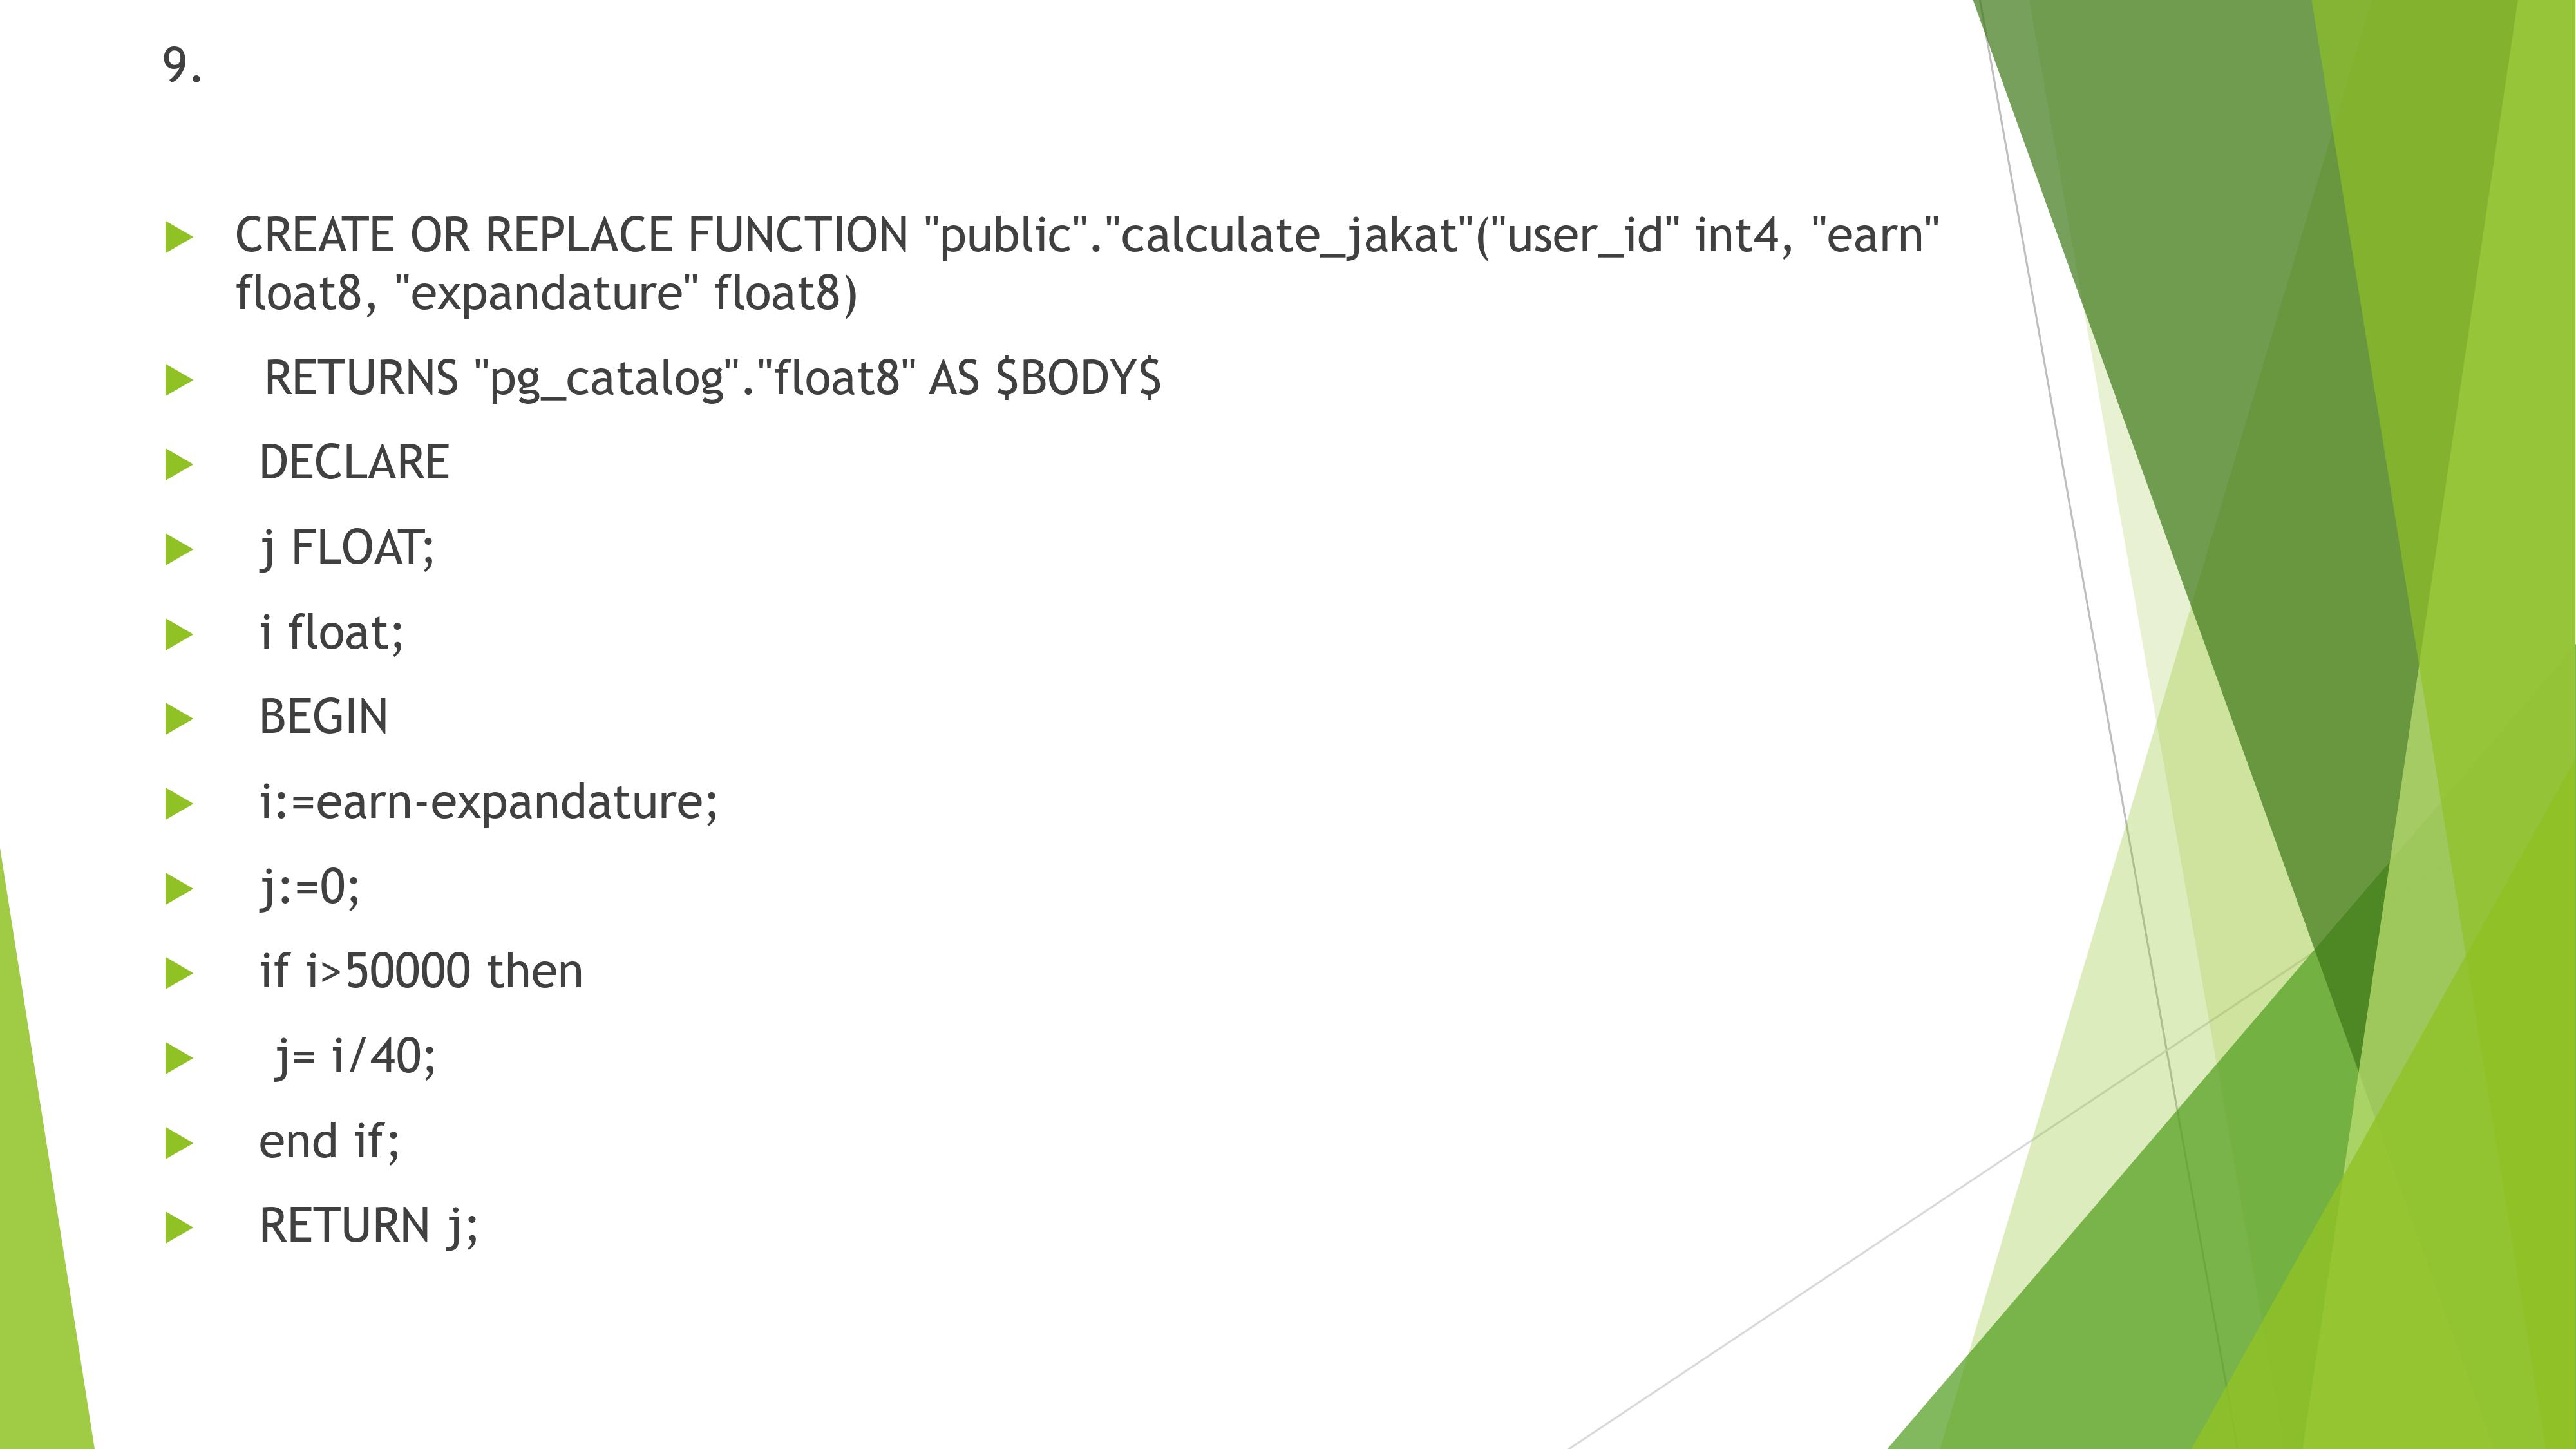 9.
CREATE OR REPLACE FUNCTION "public"."calculate_jakat"("user_id" int4, "earn"
float8, "expandature" float8)
RETURNS "pg_catalog"."float8" AS $BODY$
DECLARE
j FLOAT;
i float;
BEGIN
i:=earn-expandature;
j:=0;
if i>50000 then
j= i/40;
end if;
RETURN j;